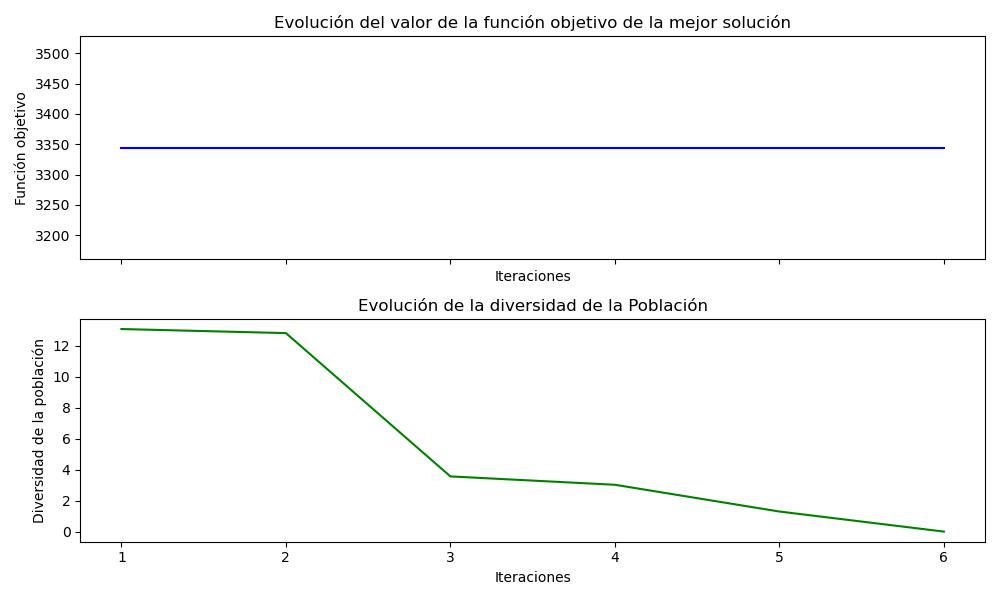 Evolución del valor de la función objetivo de la mejor solución
3500
3450
3400
3350
3300
3250
3200
Función objetivo
Iteraciones
Evolución de la diversidad de la Población
12
10
8
6
4
2
0
Diversidad de la población
1 2 3 4 5 6
Iteraciones